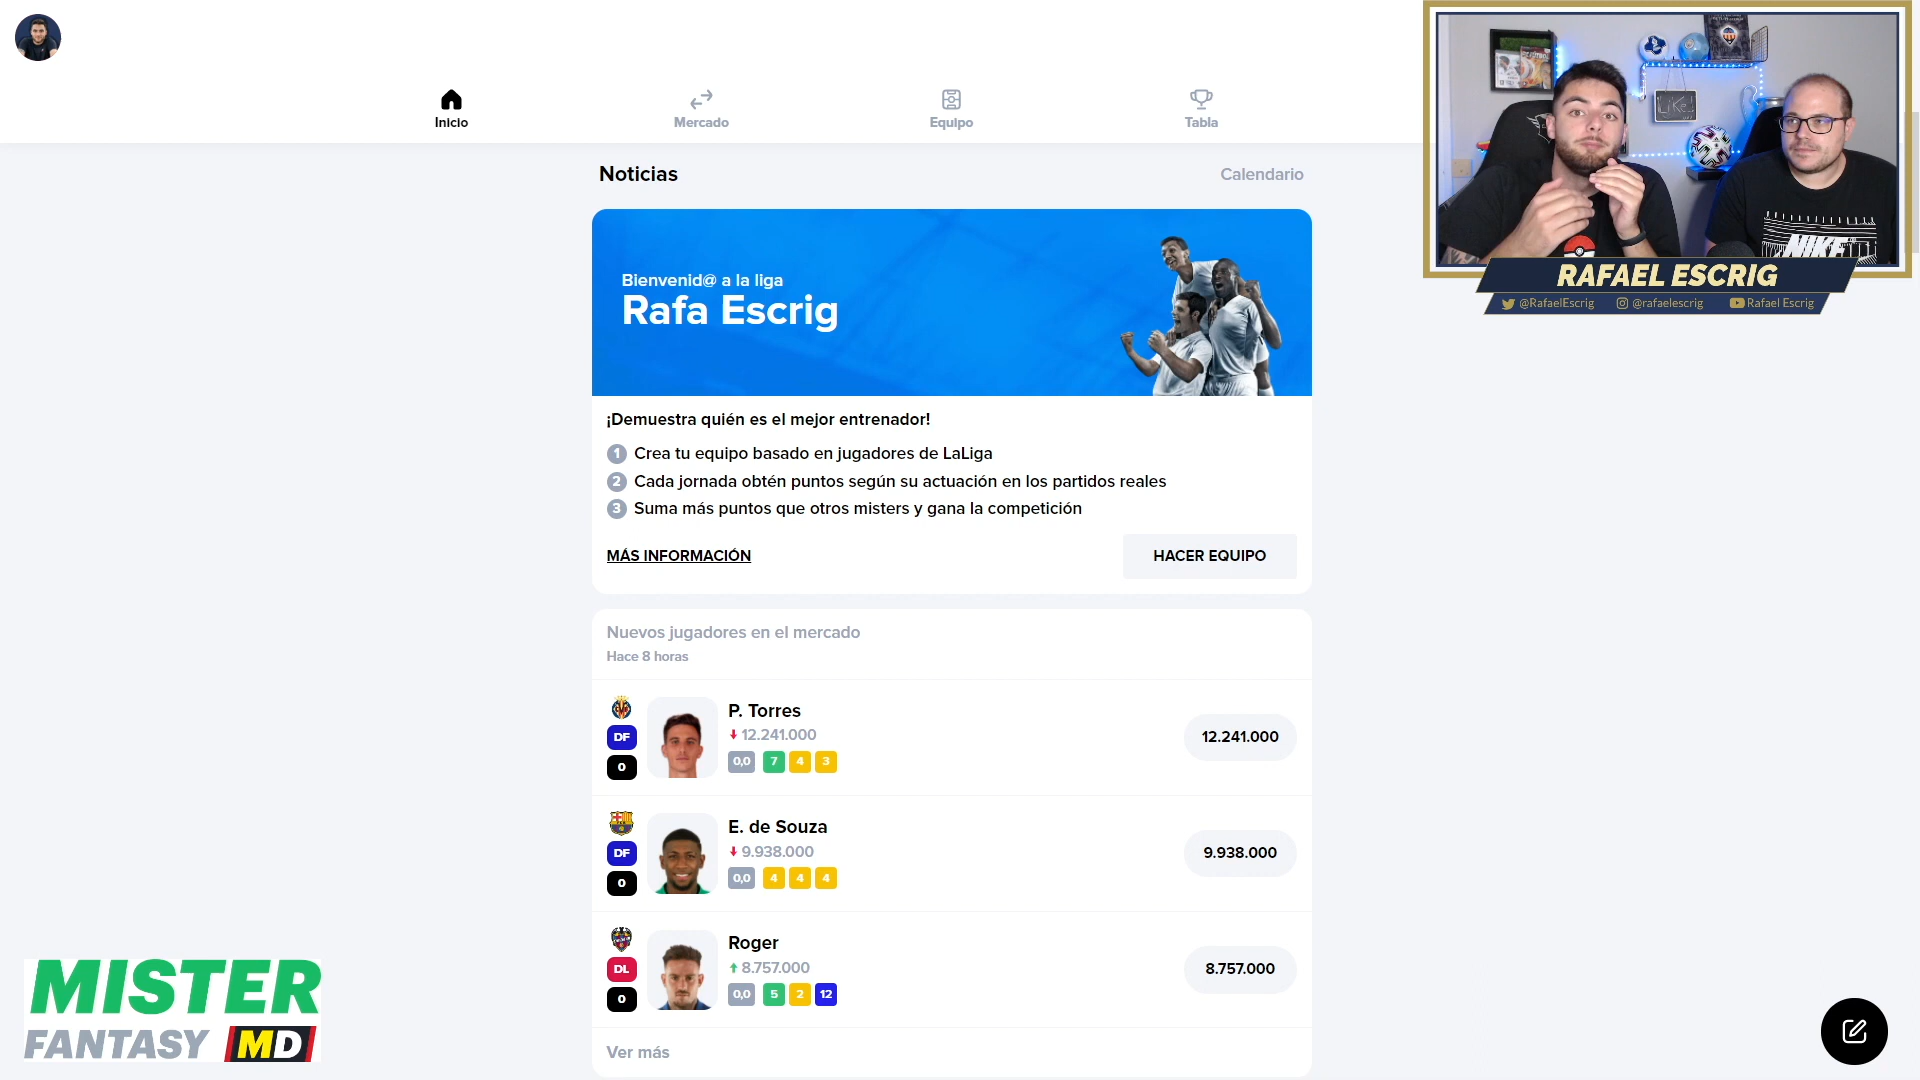 Inicio
Mercado
Equipo
Tabla
Noticias
Calendario
Bienvenid@ a la liga
Rafa Escrig
¡Demuestra quién es el mejor entrenador!
1 Crea tu equipo basado en jugadores de LaLiga
2 Cada jornada obtén puntos según su actuación en los partidos reales
3 Suma más puntos que otros misters y gana la competición
MÁS INFORMACIÓN
HACER EQUIPO
Nuevos jugadores en el mercado
Hace 8 horas
P. Torres
DF
12.241.000
12.241.000
0
0,0 7 4 3
E. de Souza
DF
9.938.000
9.938.000
0
0,0 4 4 4
Roger
DL
8.757.000
8.757.000
0
0,0 5 2 12
Ver más
LIKE!
NIKE
RAFAEL ESCRIG
@RafaelEscrig @rafaelescrig Rafael Escrig
MISTER
FANTASY MD